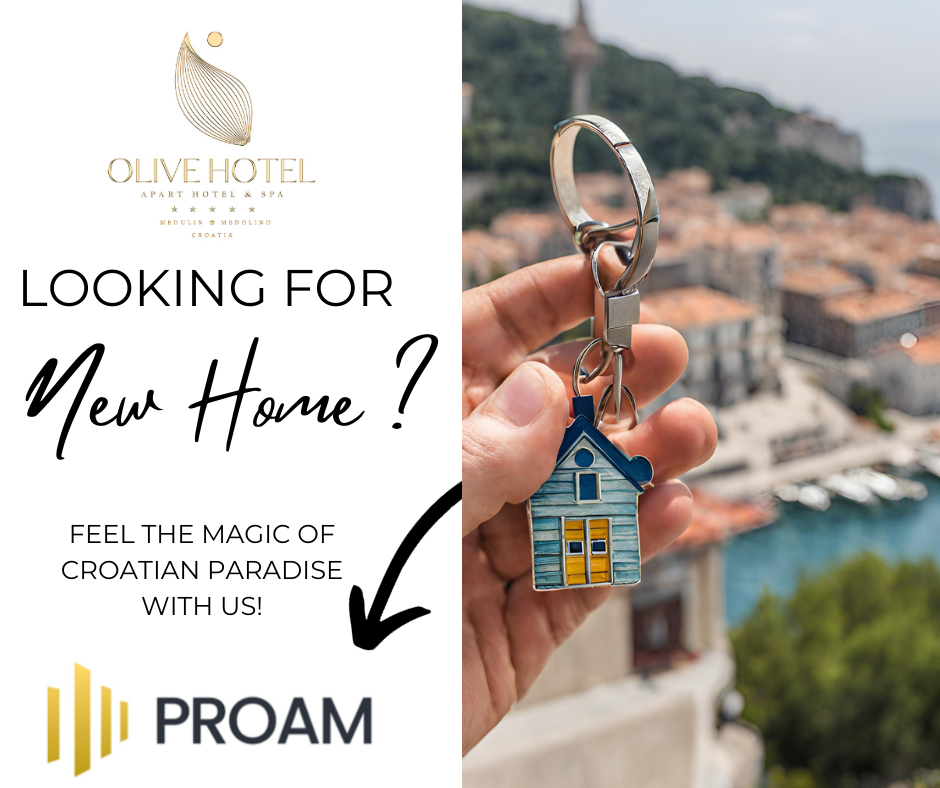 OLIVE HOTEL
APART HOTEL & SPA
MEDULIN MEDOLINO
CROATIA
LOOKING FOR
New Home?
FEEL THE MAGIC OF
CROATIAN PARADISE
WITH US!
PROAM